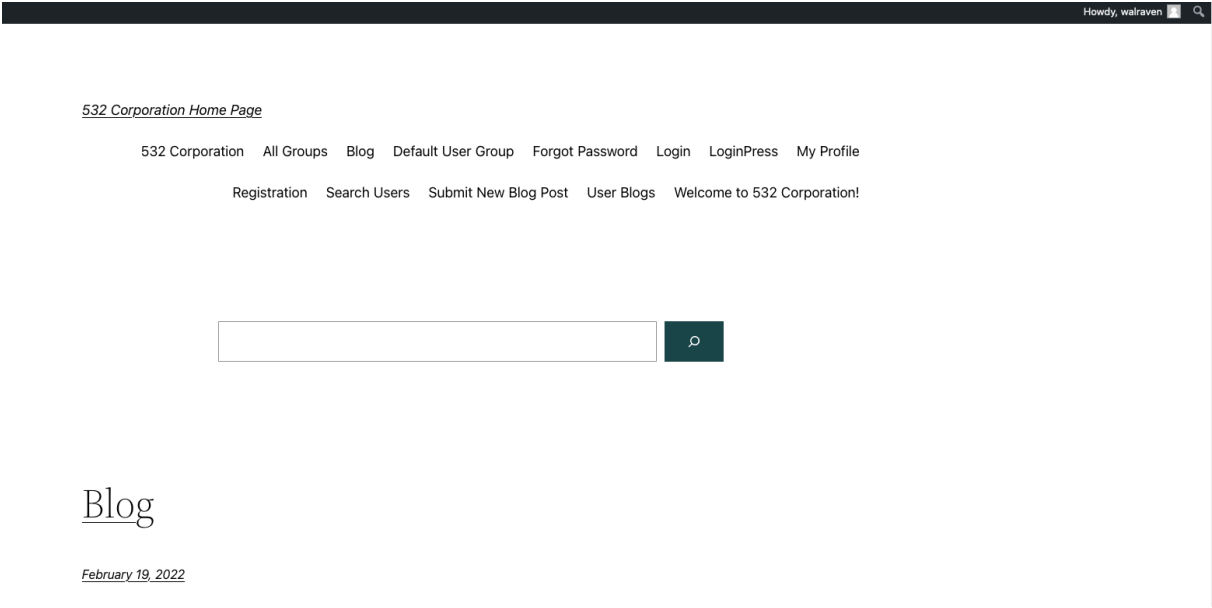 Howdy, walraven
532 Corporation Home Page
532 Corporation All Groups Blog Default User Group Forgot Password Login LoginPress My Profile
Registration Search Users Submit New Blog Post User Blogs Welcome to 532 Corporation!
Blog
February 19, 2022